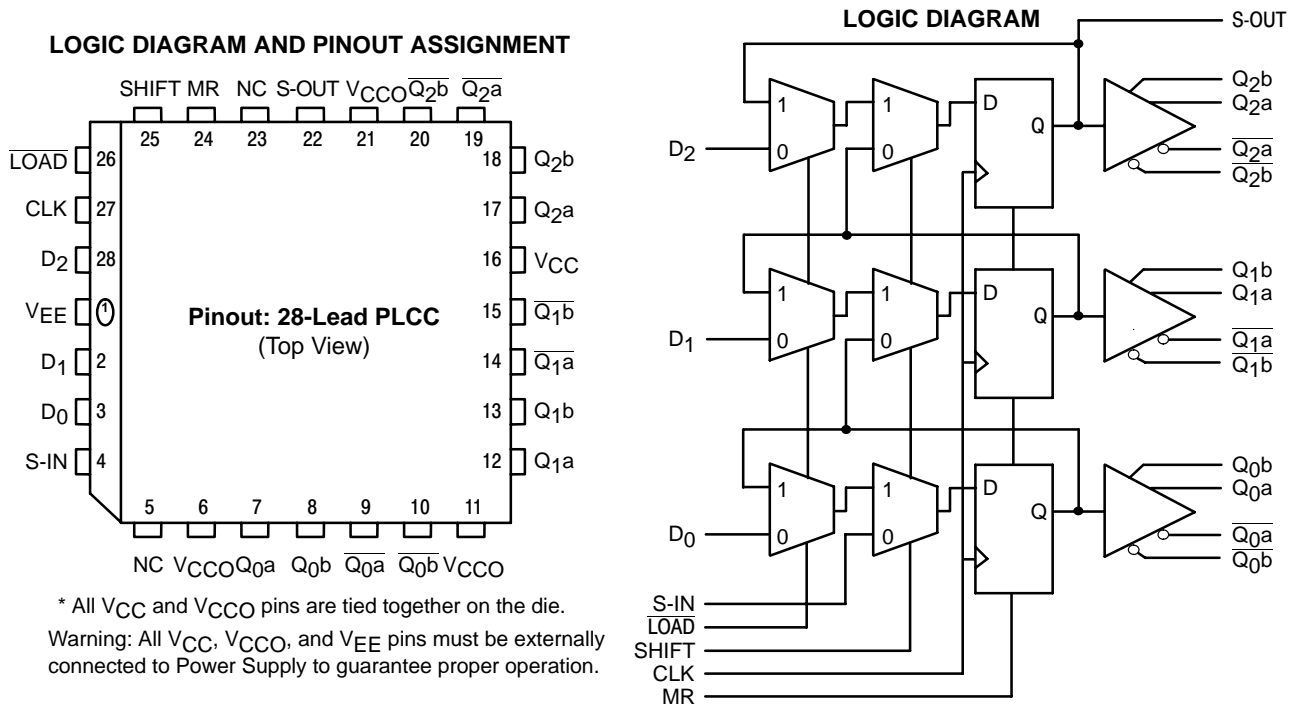 LOGIC DIAGRAM AND PINOUT ASSIGNMENT
SHIFT MR NC S-OUT VCCO Q2b Q2a
25 24 23 22 21 20 19
LOAD 26 18 Q2b
CLK 27 17 Q2a
D2 28 16 VCC
VEE 1 15 Q1b
Pinout: 28-Lead PLCC
(Top View)
D1 2 14 Q1a
D0 3 13 Q1b
S-IN 4 12 Q1a
5 6 7 8 9 10 11
NC VCCO Q0a Q0b Q0a Q0b VCCO
* All VCC and VCCO pins are tied together on the die.
Warning: All VCC, VCCO, and VEE pins must be externally
connected to Power Supply to guarantee proper operation.
LOGIC DIAGRAM
S-OUT
Q2b
1 1 D Q2a
Q
D2 0 0 Q2a
Q2b
Q1b
1 1 D Q1a
Q
D1 0 0 Q1a
Q1b
Q0b
1 1 D Q0a
Q
D0 0 0 Q0a
Q0b
S-IN
LOAD
SHIFT
CLK
MR